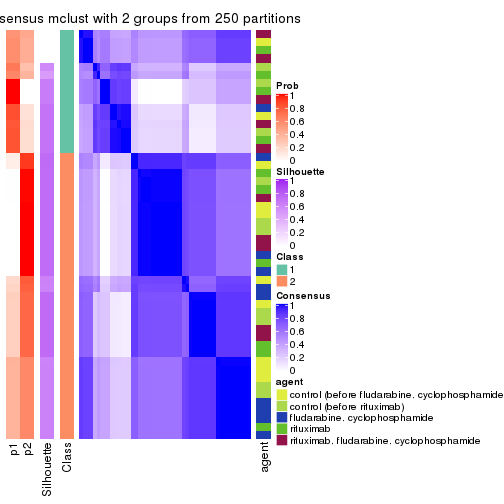 sensus mclust with 2 groups from 250 partitions
Prob
1
0.8
0.6
0.4
0.2
0
Silhouette
1
0.8
0.6
0.4
0.2
0
Class
1
2
Consensus
1
0.8
0.6
0.4
0.2
0
agent
control (before fludarabine. cyclophosphamide
control (before rituximab)
fludarabine. cyclophosphamide
rituximab
rituximab. fludarabine. cyclophosphamide
p1
p2
Silhouette
Class
agent